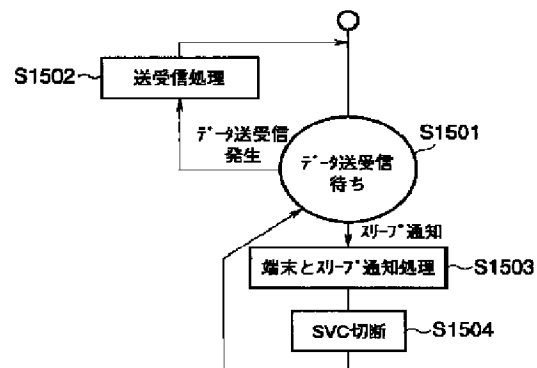 S1502
送受信処理
データ送受信
発生
S1501
データ送受信
待ち
スリープ通知
端末とスリープ通知処理
S1503
SVC切断
S1504